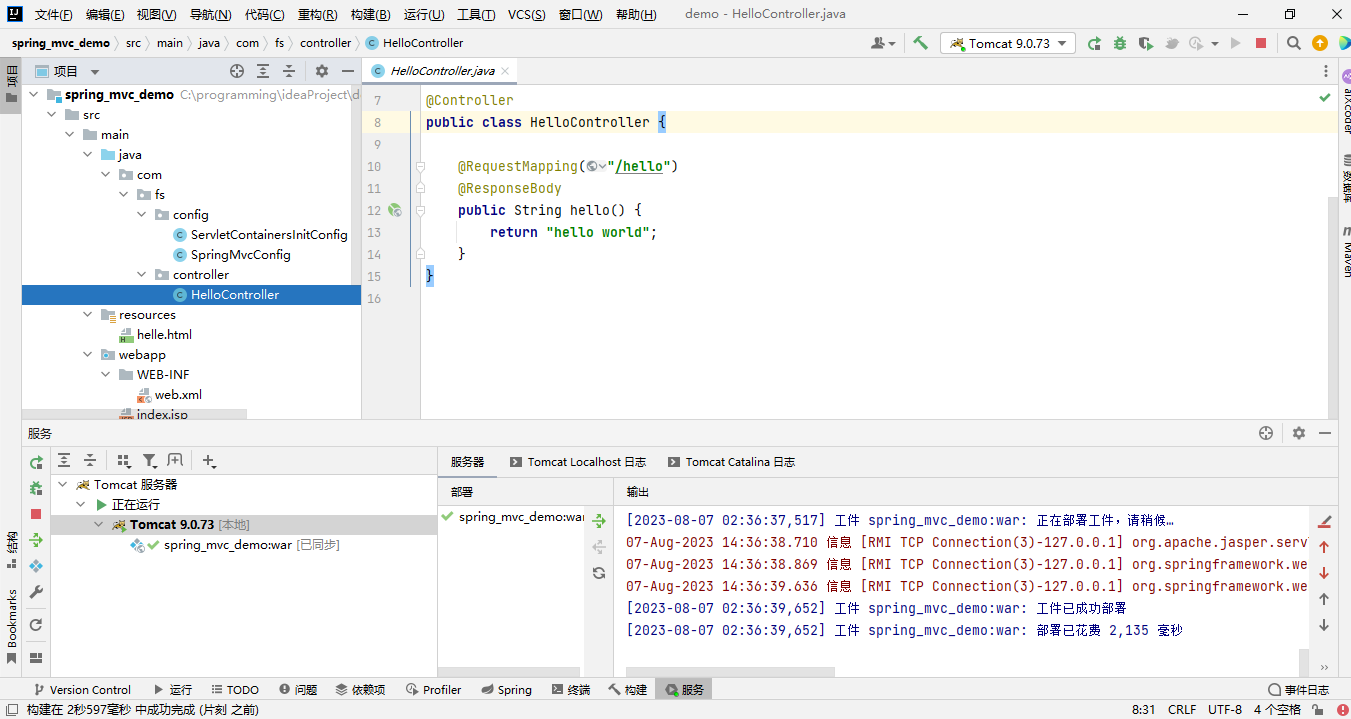 文件(F) 编辑(E) 视图(V) 导航(N) 代码(C) 重构(R) 构建(B) 运行(U) 工具(T) VCS(S) 窗口(W) 帮助(H) demo - HelloController.java
spring_mvc_demo src main java com fs controller HelloController
Tomcat 9.0.73
项目
项目
HelloController.java
spring_mvc_demo C:\programming\ideaProject\d
src
main
java
com
fs
config
ServletContainersInitConfig
SpringMvcConfig
controller
HelloController
resources
helle.html
webapp
WEB-INF
web.xml
index.jsp
7 @Controller
8 public class HelloController {
9
10 @RequestMapping("/hello")
11 @ResponseBody
12 public String hello() {
13 return "hello world";
14 }
15 }
16
aiXcoder
数据库
m Maven
服务
结构
Bookmarks
Tomcat 服务器
正在运行
Tomcat 9.0.73 [本地]
spring_mvc_demo:war [已同步]
服务器 Tomcat Localhost 日志 Tomcat Catalina 日志
部署 输出
spring_mvc_demo:war
[2023-08-07 02:36:37,517] 工件 spring_mvc_demo:war: 正在部署工件，请稍候…
07-Aug-2023 14:36:38.710 信息 [RMI TCP Connection(3)-127.0.0.1] org.apache.jasper.serv
07-Aug-2023 14:36:38.869 信息 [RMI TCP Connection(3)-127.0.0.1] org.springframework.we
07-Aug-2023 14:36:39.636 信息 [RMI TCP Connection(3)-127.0.0.1] org.springframework.we
[2023-08-07 02:36:39,652] 工件 spring_mvc_demo:war: 工件已成功部署
[2023-08-07 02:36:39,652] 工件 spring_mvc_demo:war: 部署已花费 2,135 毫秒
Version Control 运行 TODO 问题 依赖项 Profiler Spring 终端 构建 服务 事件日志
构建在 2秒597毫秒 中成功完成 (片刻 之前) 8:31 CRLF UTF-8 4 个空格